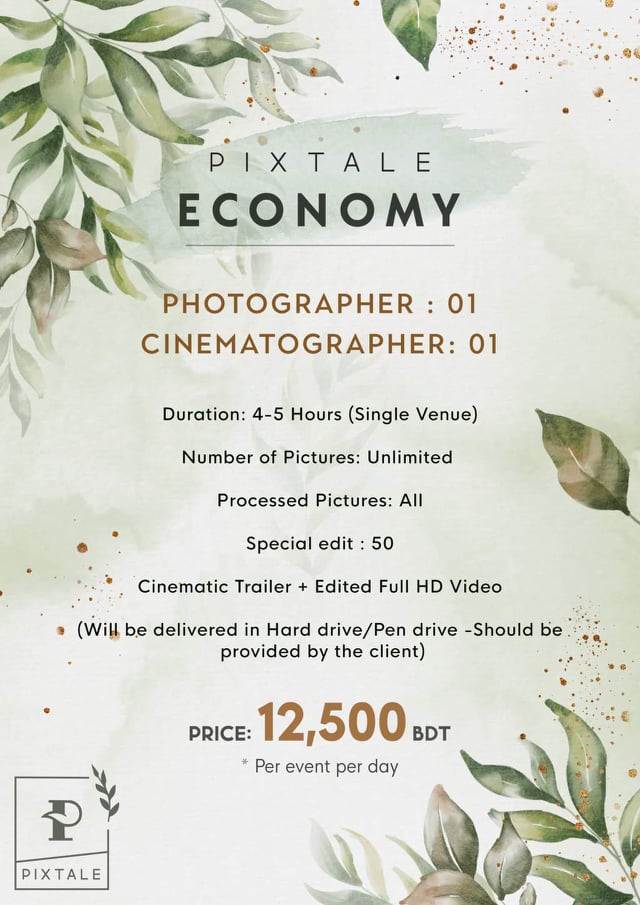 PIXTALE
ECONOMY
PHOTOGRAPHER : 01
CINEMATOGRAPHER: 01
Duration: 4-5 Hours (Single Venue)
Number of Pictures: Unlimited
Processed Pictures: All
Special edit : 50
Cinematic Trailer + Edited Full HD Video
(Will be delivered in Hard drive/Pen drive -Should be
provided by the client)
PRICE: 12,500 BDT
* Per event per day
P
PIXTALE